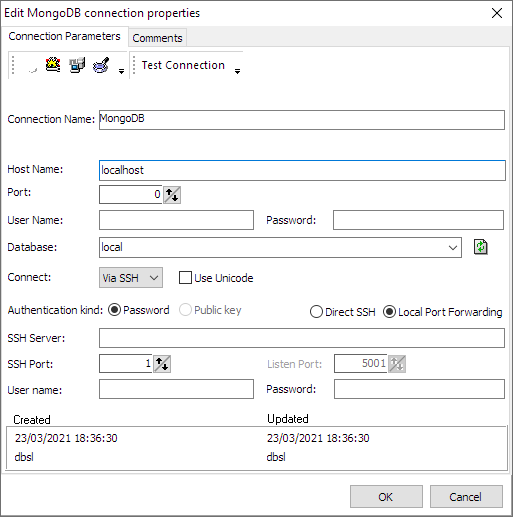 Edit MongoDB connection properties
Connection Parameters Comments
Test Connection
Connection Name: MongoDB
Host Name: localhost
Port: 0
User Name: Password:
Database: local
Connect: Via SSH Use Unicode
Authentication kind: Password Public key Direct SSH Local Port Forwarding
SSH Server:
SSH Port: 1 Listen Port: 5001
User name: Password:
Created Updated
23/03/2021 18:36:30 23/03/2021 18:36:30
dbsl dbsl
OK Cancel